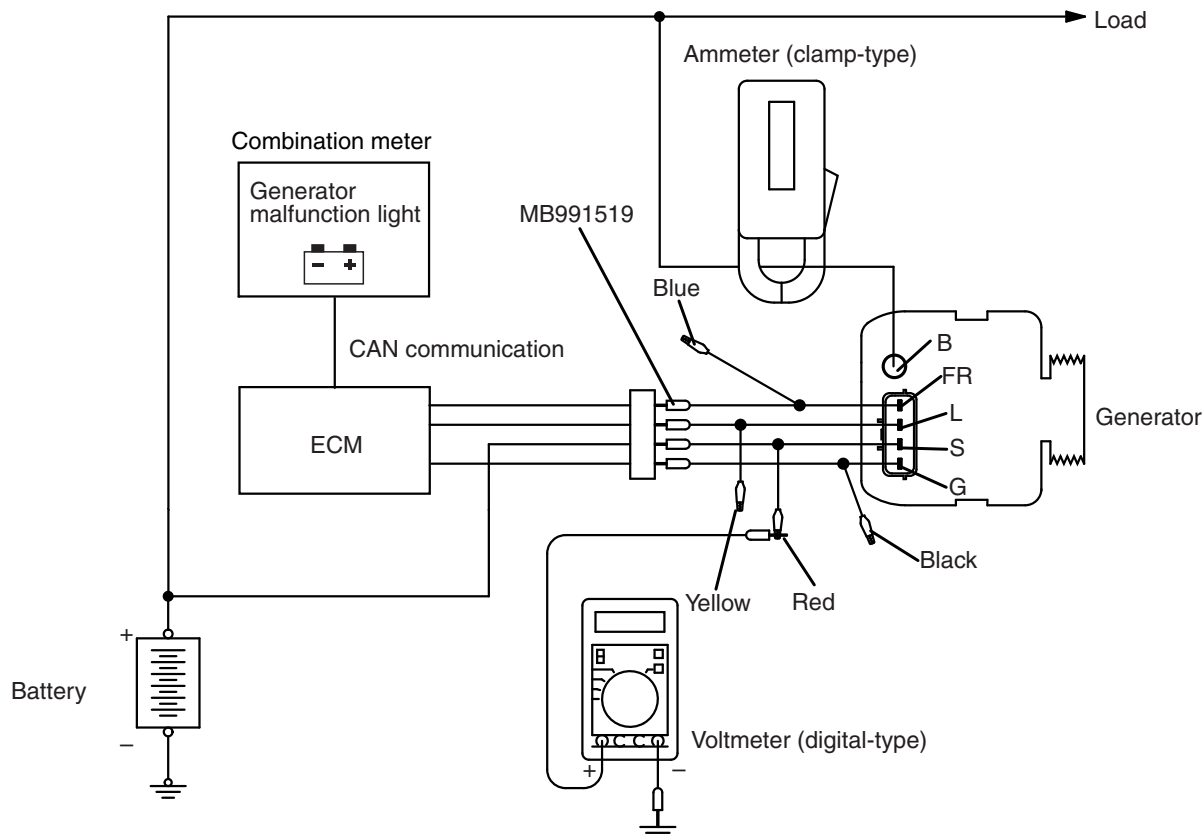 Load
Ammeter (clamp-type)
Combination meter
Generator
malfunction light
− +
MB991519
Blue
CAN communication
B
FR
L
S
G
Generator
ECM
Black
Yellow
Red
+
Battery
−
Voltmeter (digital-type)
+ −